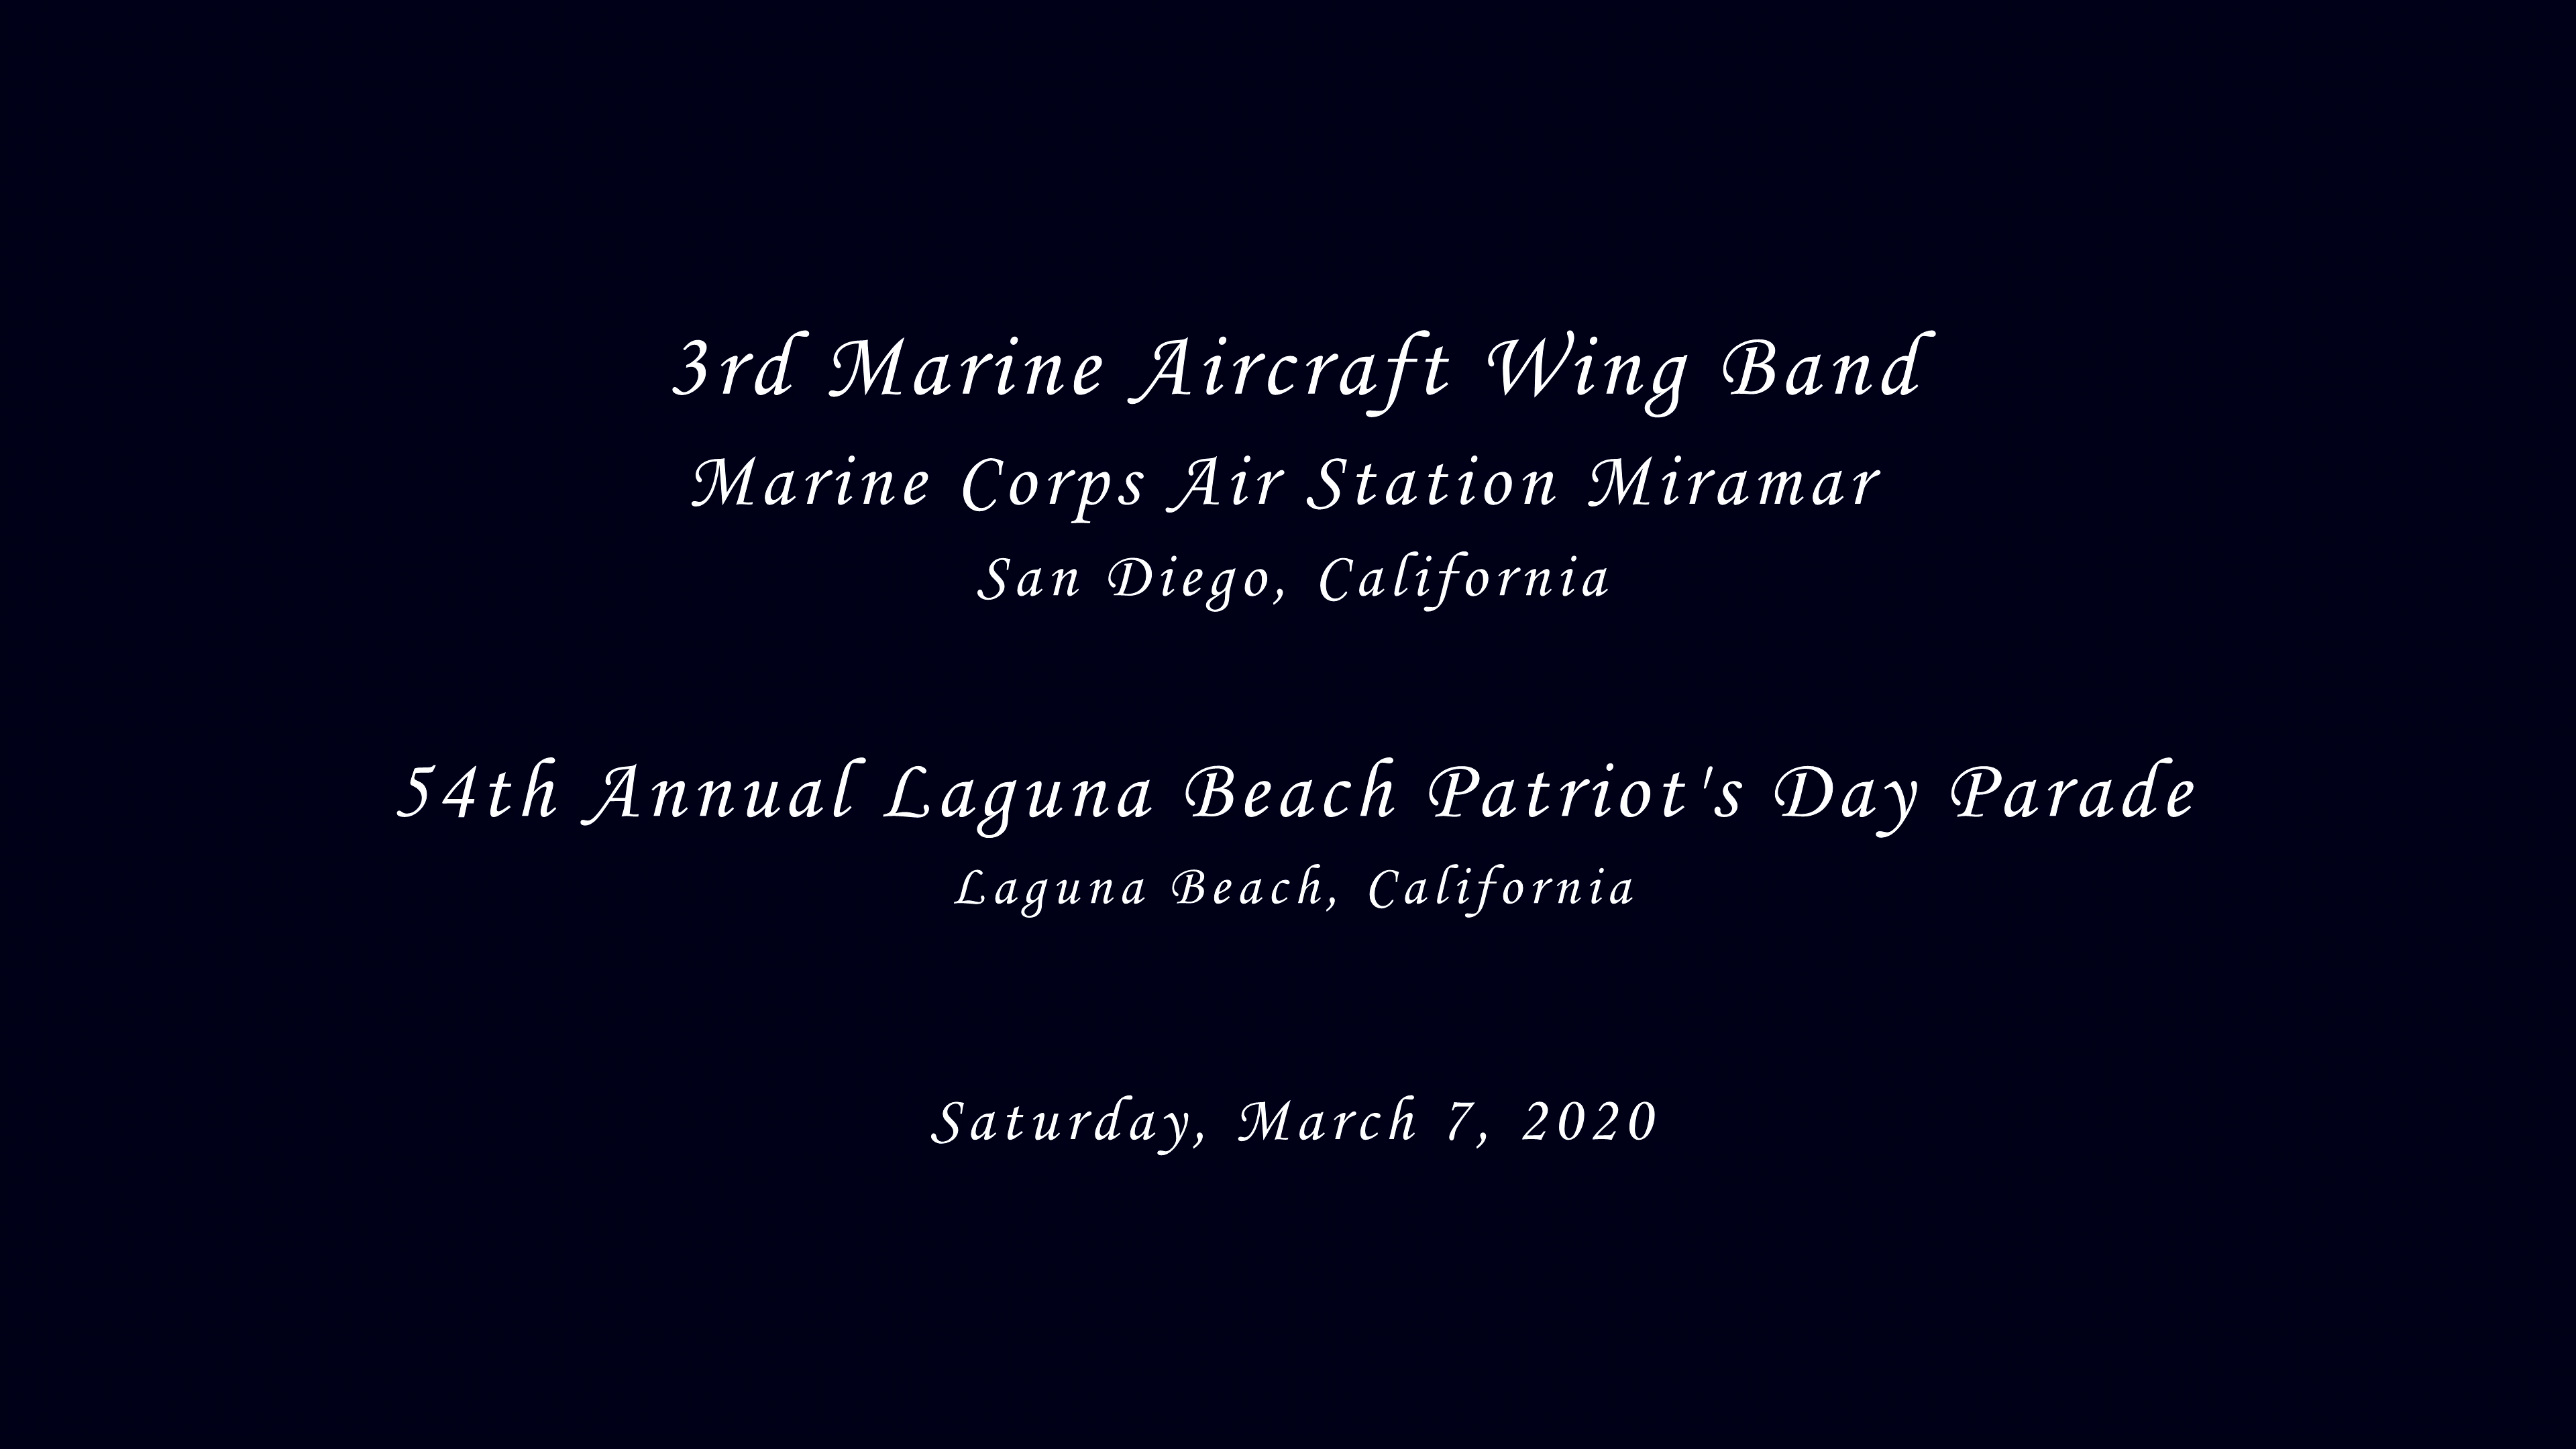 3rd Marine Aircraft Wing Band
Marine Corps Air Station Miramar
San Diego, California
54th Annual Laguna Beach Patriot's Day Parade
Laguna Beach, California
Saturday, March 7, 2020